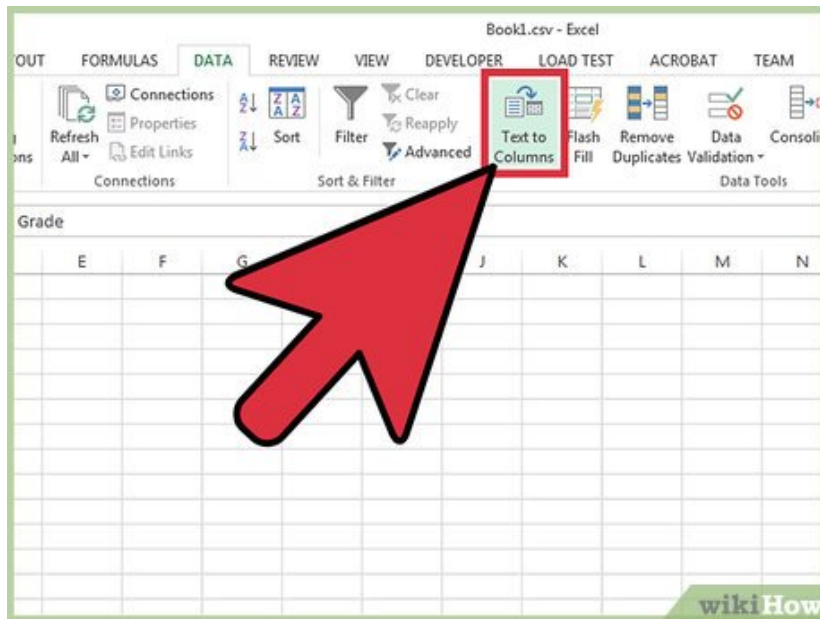 Book1.csv - Excel
OUT FORMULAS DATA REVIEW VIEW DEVELOPER LOAD TEST ACROBAT TEAM
Connections
Properties
Edit Links
Refresh
All
Sort
Filter
Clear
Reapply
Advanced
Text to
Columns
Flash
Fill
Remove
Duplicates
Data
Validation
Consoli
ons
Connections Sort & Filter Data Tools
Grade
E F G J K L M N
wikiHow